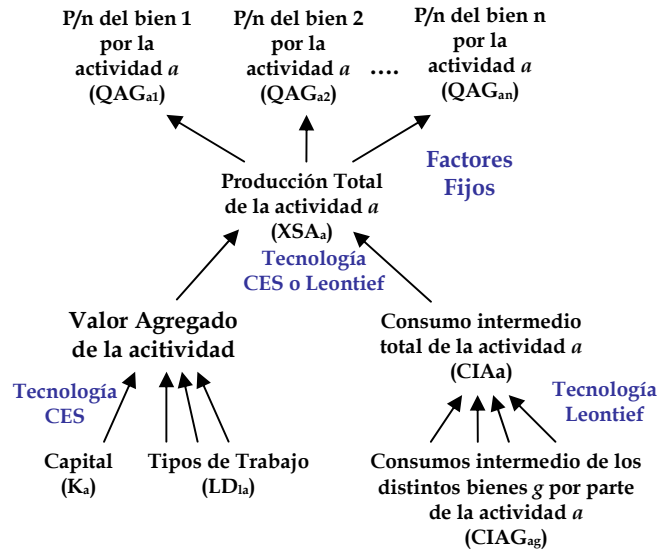 P/n del bien 1
por la
actividad a
(QAGa1)
P/n del bien 2
por la
actividad a
(QAGa2)
....
P/n del bien n
por la
actividad a
(QAGan)
Factores
Fijos
Producción Total
de la actividad a
(XSAa)
Tecnología
CES o Leontief
Valor Agregado
de la acitividad
Consumo intermedio
total de la actividad a
(CIAa)
Tecnología
CES
Tecnología
Leontief
Capital
(Ka)
Tipos de Trabajo
(LDla)
Consumos intermedio de los
distintos bienes g por parte
de la actividad a
(CIAGag)